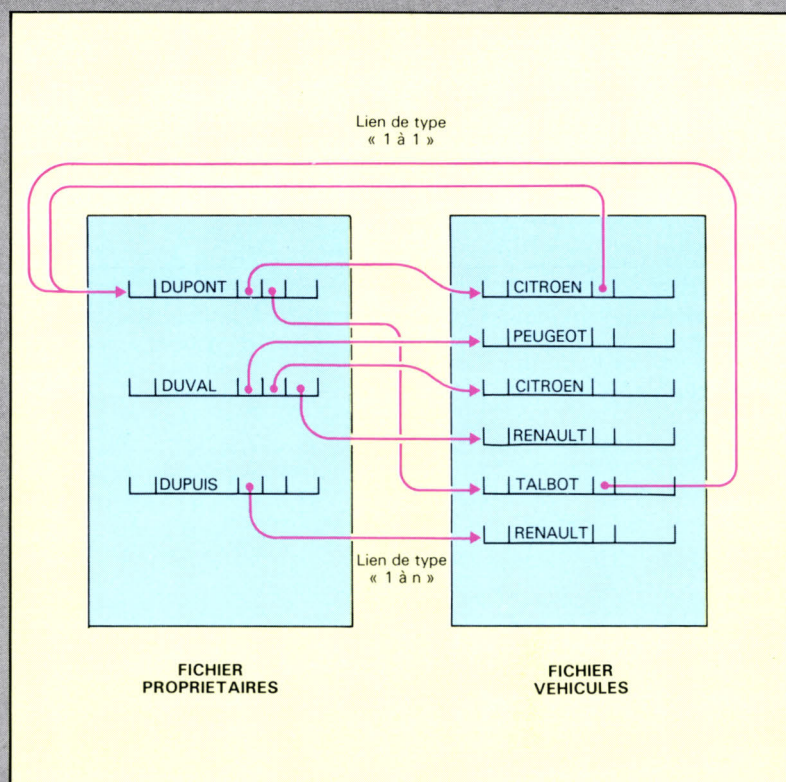 Lien de type
« 1 à 1 »
DUPONT
DUVAL
DUPUIS
CITROEN
PEUGEOT
CITROEN
RENAULT
TALBOT
RENAULT
Lien de type
« 1 à n »
FICHIER
PROPRIETAIRES
FICHIER
VEHICULES